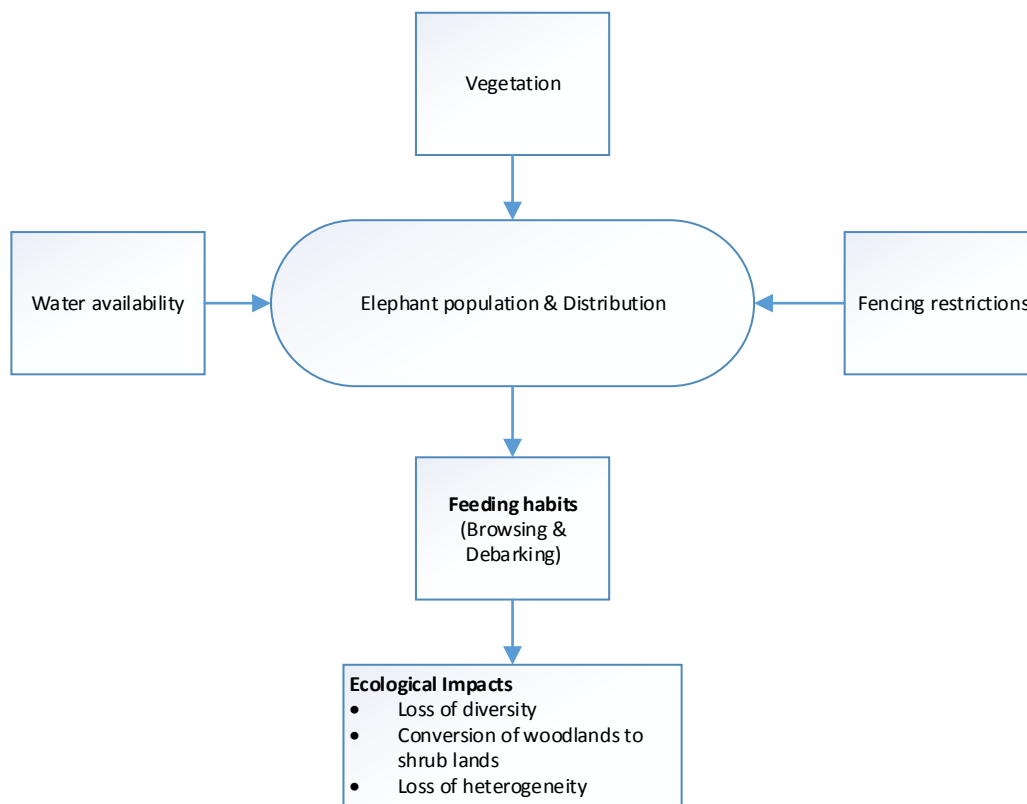 Vegetation
Water availability
Elephant population & Distribution
Fencing restrictions
Feeding habits
(Browsing &
Debarking)
Ecological Impacts
• Loss of diversity
• Conversion of woodlands to
shrub lands
• Loss of heterogeneity